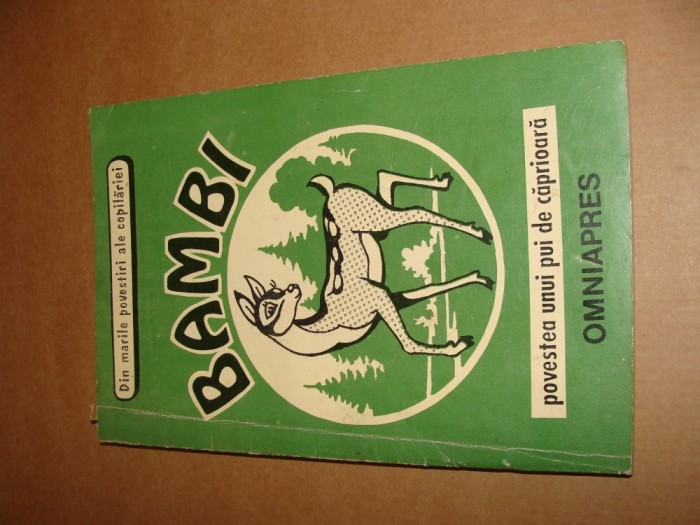 Din marile povestiri ale copilăriei
BAMBI
povestea unui pui de căprioară
OMNIAPRES